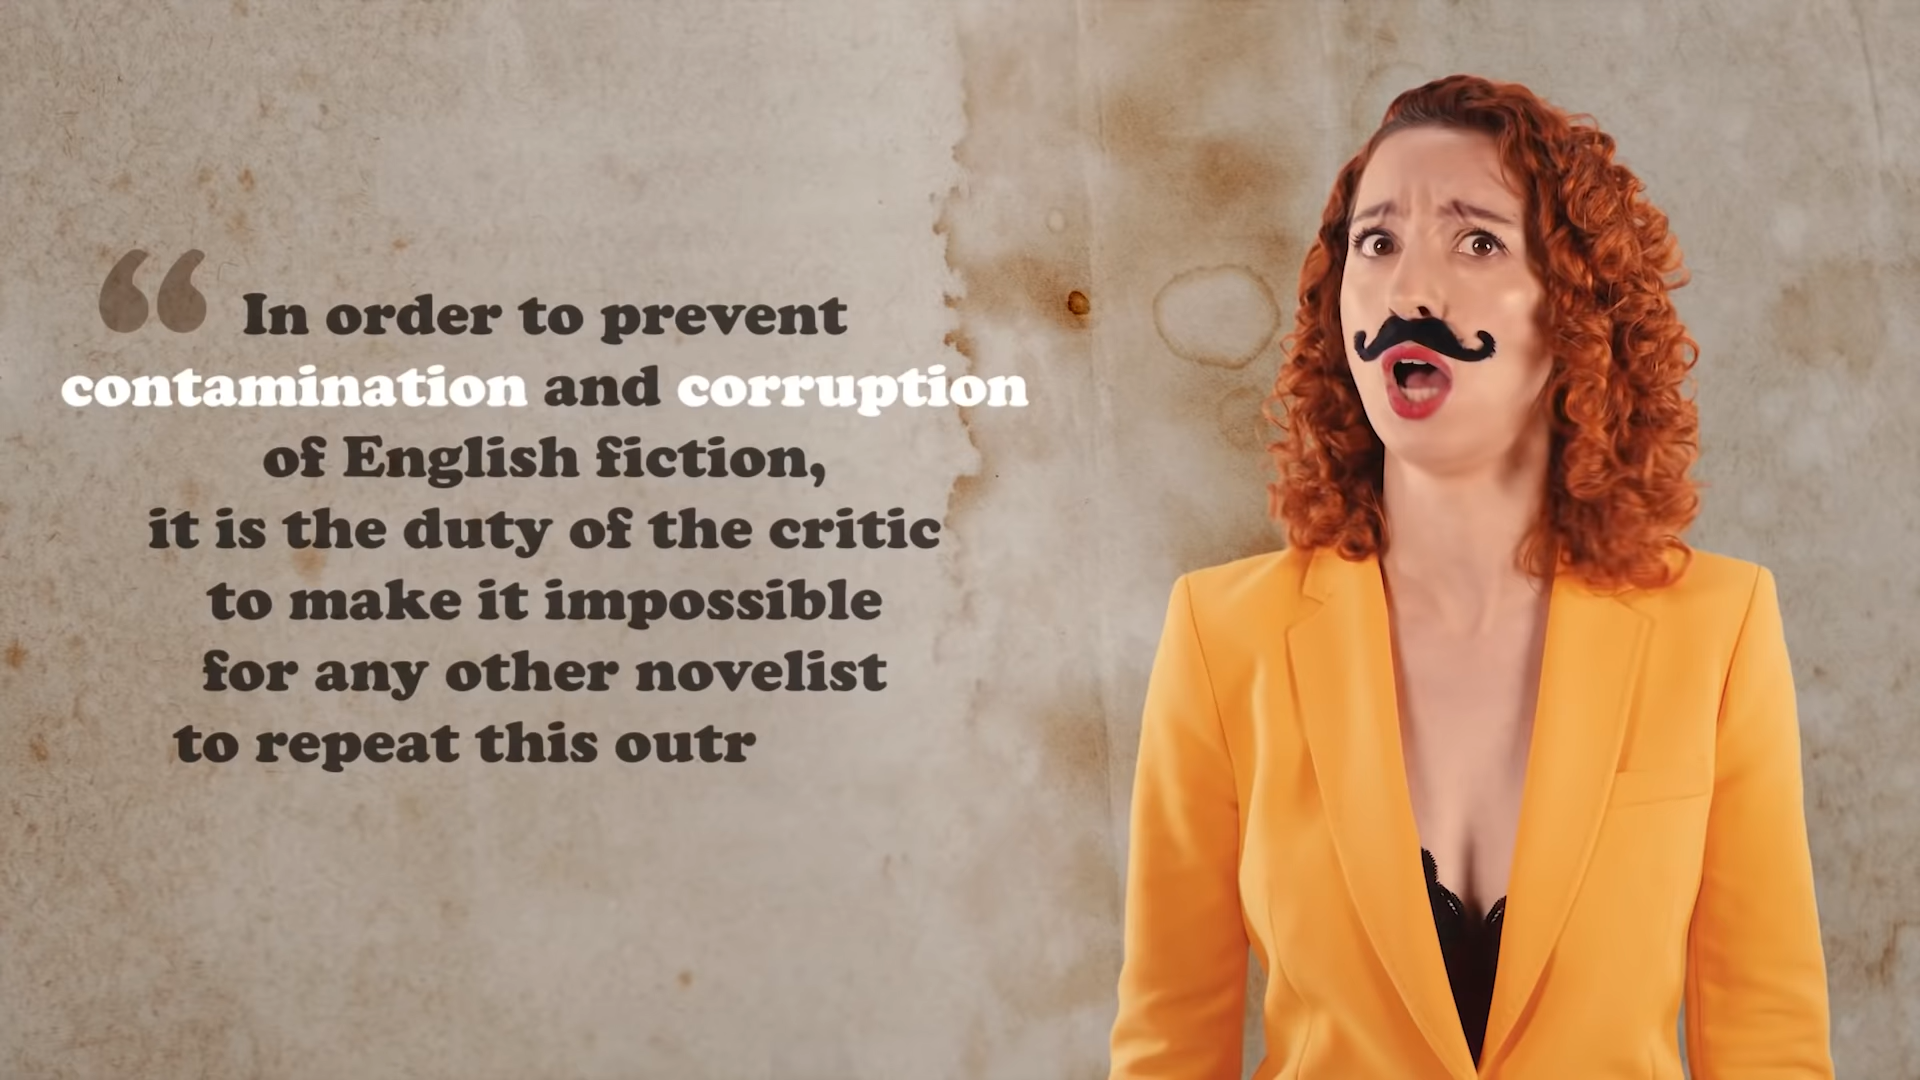 “ In order to prevent
contamination and corruption
of English fiction,
it is the duty of the critic
to make it impossible
for any other novelist
to repeat this outr